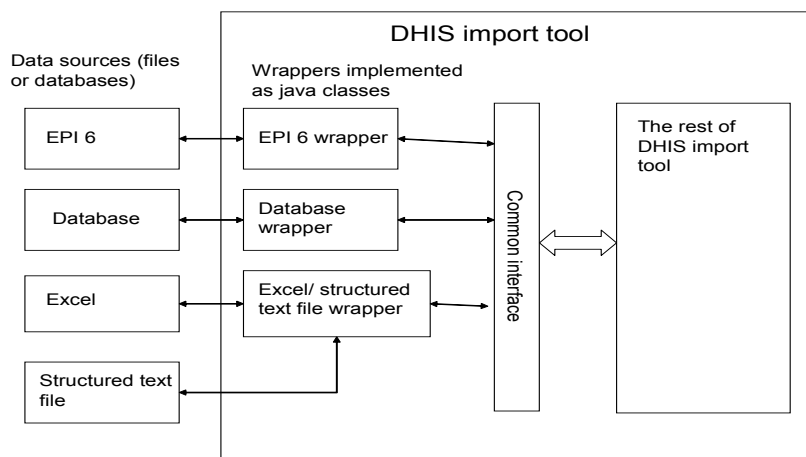 DHIS import tool
Data sources (files
or databases)
Wrappers implemented
as java classes
EPI 6
EPI 6 wrapper
Database
Database
wrapper
Excel
Excel/ structured
text file wrapper
Structured text
file
Common interface
The rest of
DHIS import
tool